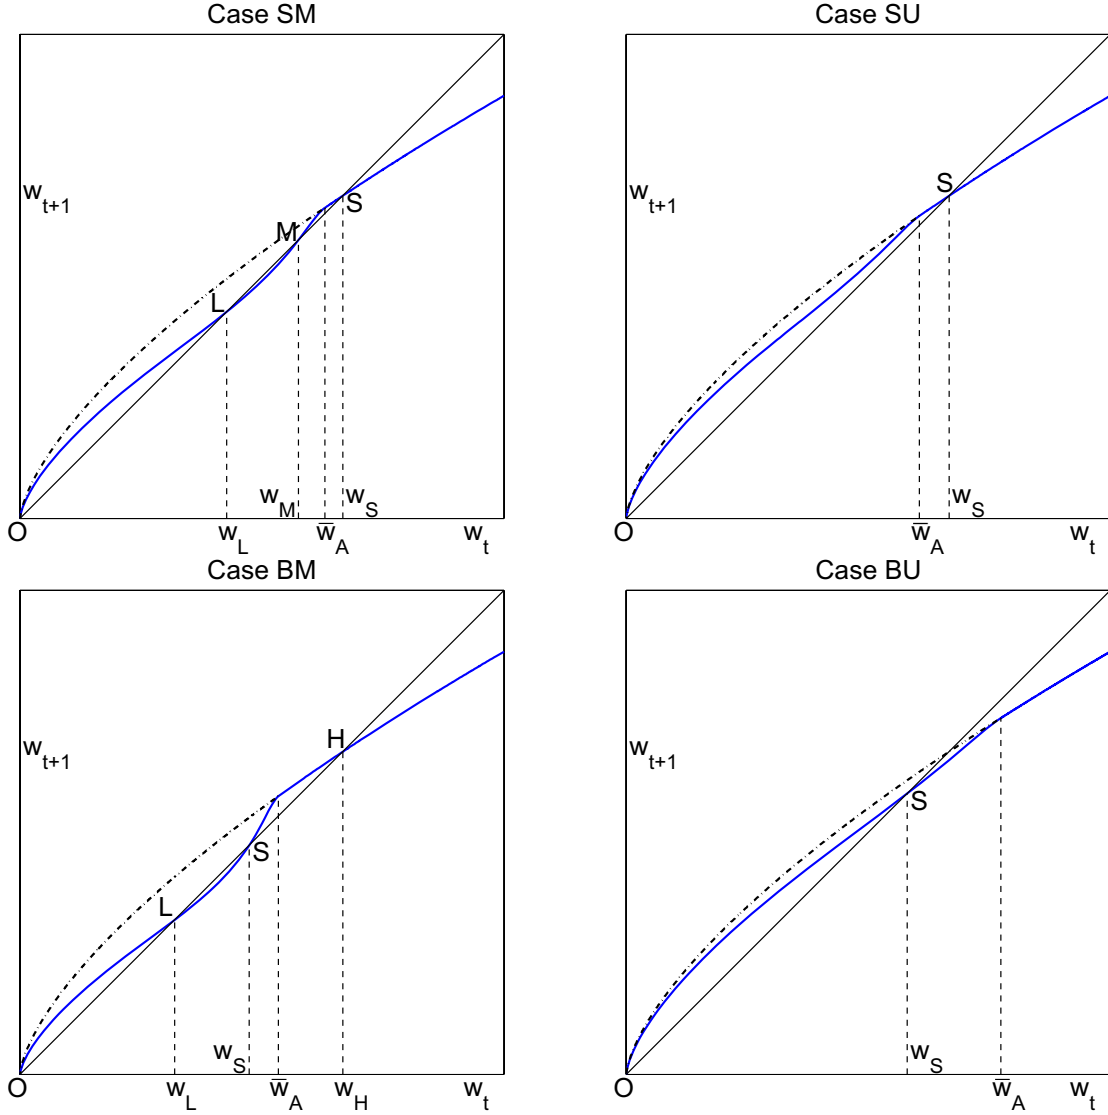 Case SM
w_{t+1}
S
M
L
w_M
w_S
O
w_L
w̅_A
w_t
Case SU
S
w_{t+1}
w_S
O
w̅_A
w_t
Case BM
H
w_{t+1}
S
L
w_S
O
w_L
w̅_A
w_H
w_t
Case BU
w_{t+1}
S
w_S
O
w̅_A
w_t